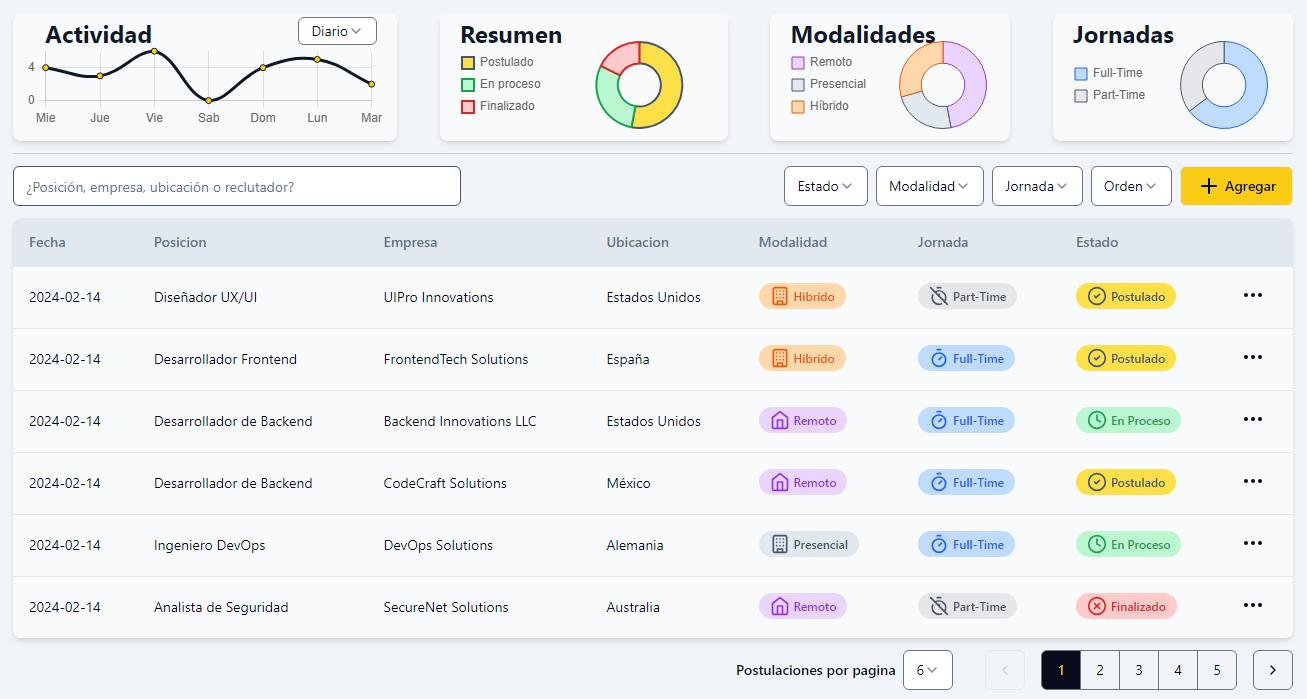 Actividad
Diario
4
0
Mie Jue Vie Sab Dom Lun Mar
Resumen
Postulado
En proceso
Finalizado
Modalidades
Remoto
Presencial
Híbrido
Jornadas
Full-Time
Part-Time
¿Posición, empresa, ubicación o reclutador?
Estado Modalidad Jornada Orden Agregar
Fecha Posicion Empresa Ubicacion Modalidad Jornada Estado
2024-02-14 Diseñador UX/UI UIPro Innovations Estados Unidos Hibrido Part-Time Postulado
2024-02-14 Desarrollador Frontend FrontendTech Solutions España Hibrido Full-Time Postulado
2024-02-14 Desarrollador de Backend Backend Innovations LLC Estados Unidos Remoto Full-Time En Proceso
2024-02-14 Desarrollador de Backend CodeCraft Solutions México Remoto Full-Time Postulado
2024-02-14 Ingeniero DevOps DevOps Solutions Alemania Presencial Full-Time En Proceso
2024-02-14 Analista de Seguridad SecureNet Solutions Australia Remoto Part-Time Finalizado
Postulaciones por pagina 6 1 2 3 4 5